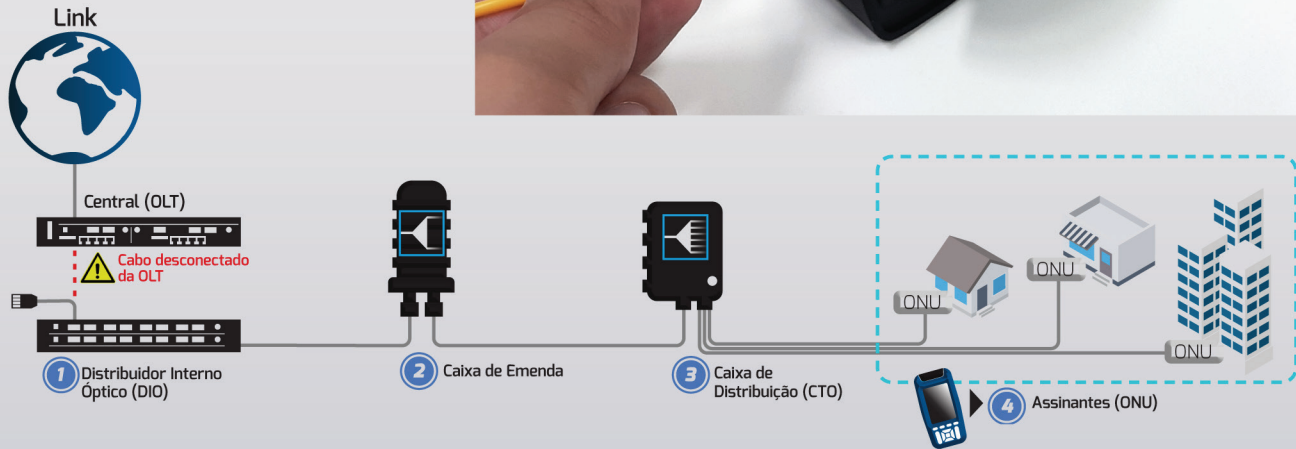 Link
Central (OLT)
Cabo desconectado
da OLT
1
Distribuidor Interno
Óptico (DIO)
2
Caixa de Emenda
3
Caixa de
Distribuição (CTO)
ONU
ONU
ONU
4
Assinantes (ONU)